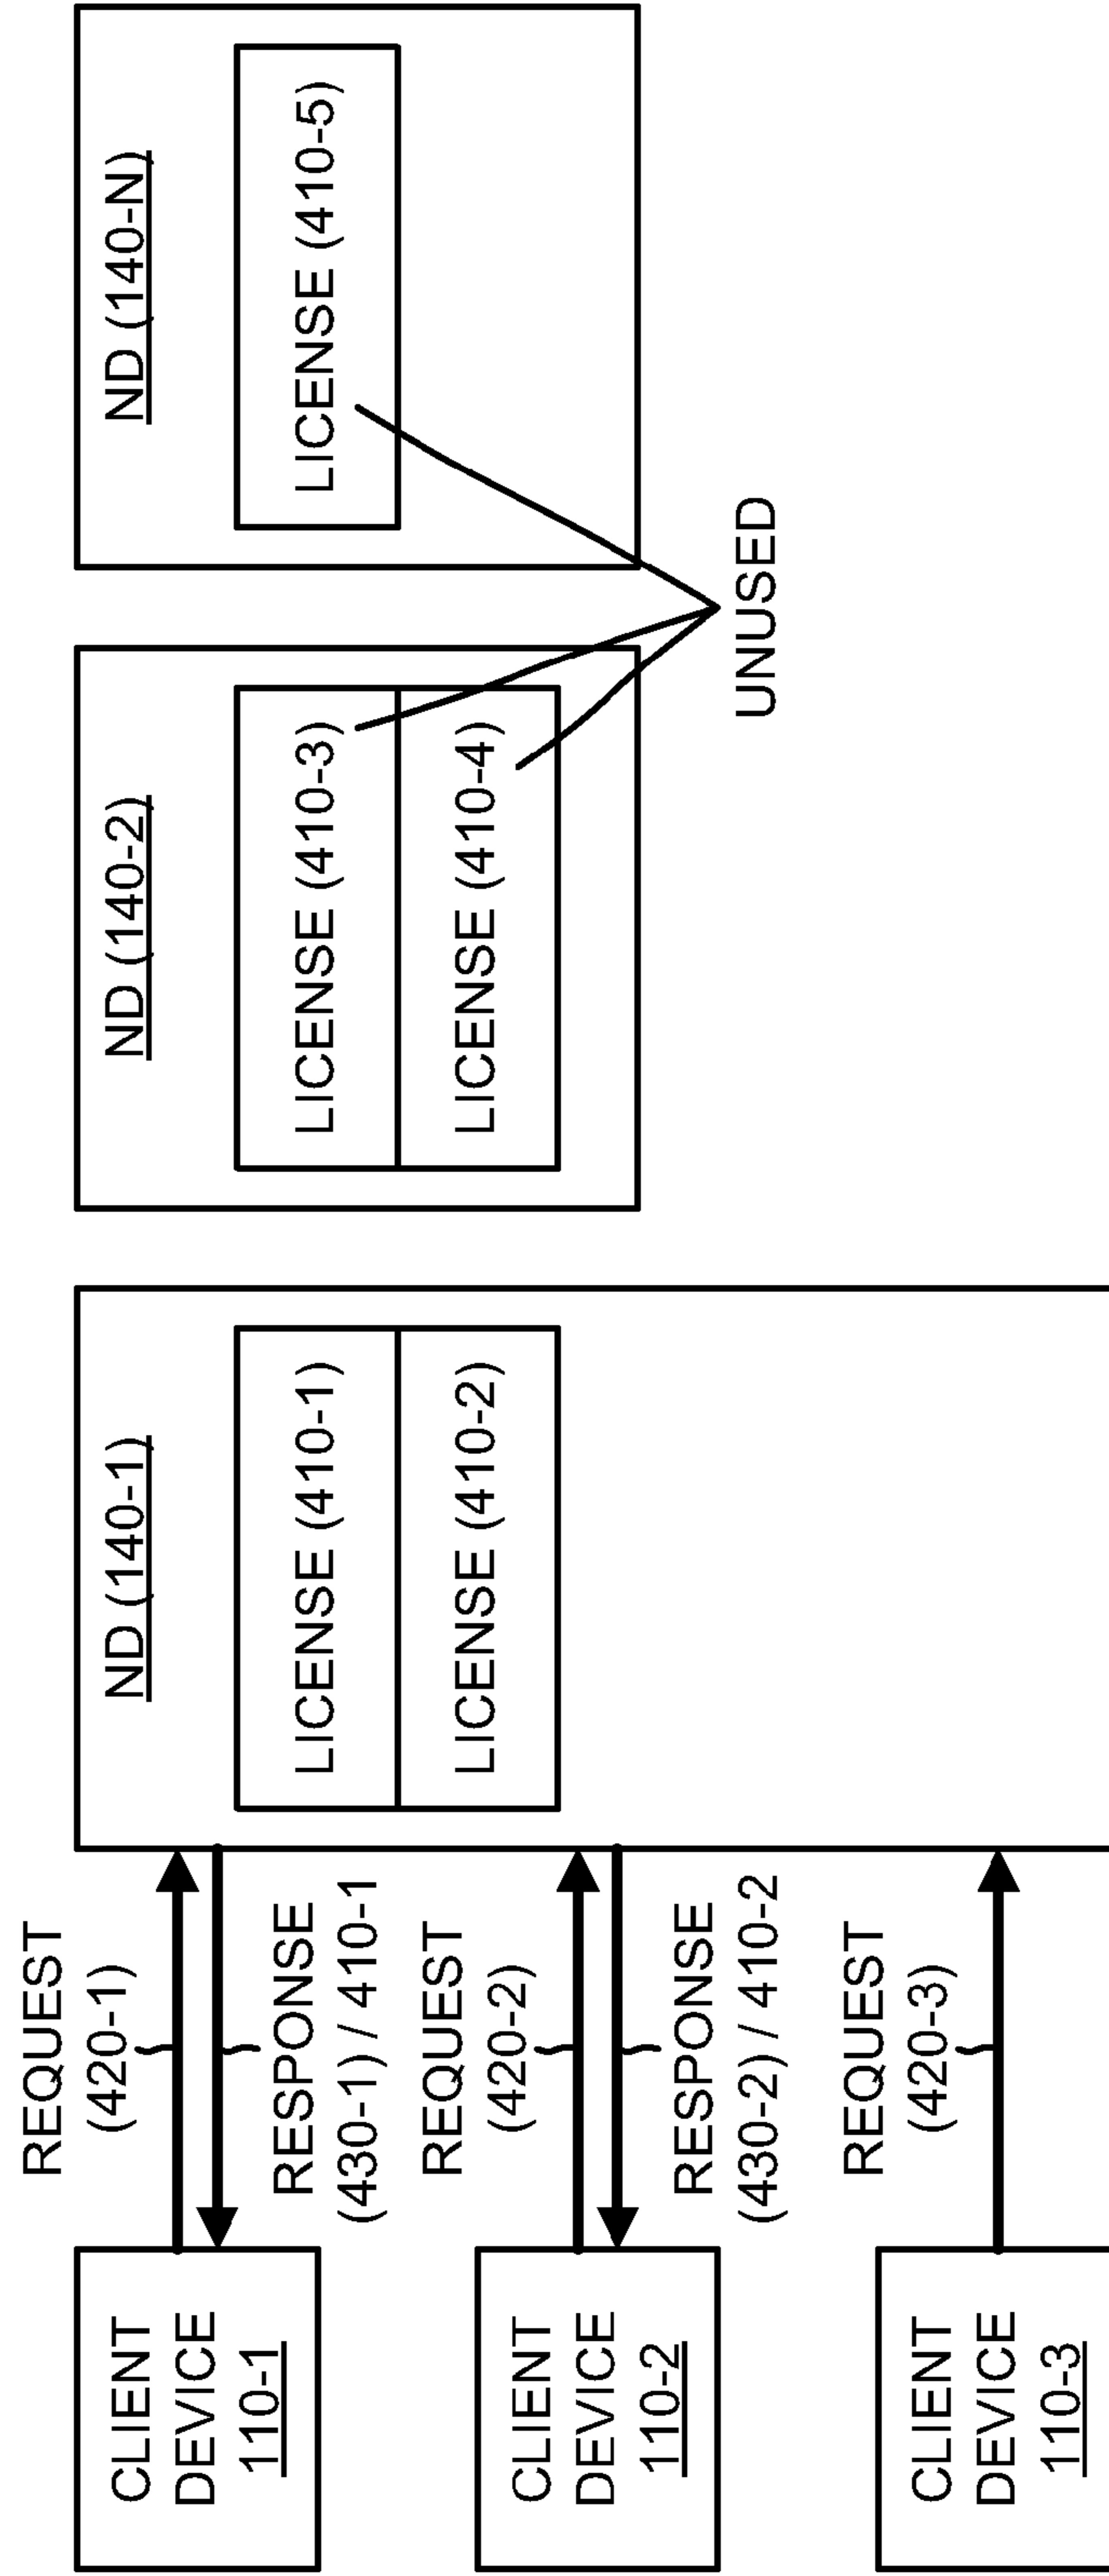 CLIENT
DEVICE
110-1
REQUEST
(420-1)
RESPONSE
(430-1) / 410-1
CLIENT
DEVICE
110-2
REQUEST
(420-2)
RESPONSE
(430-2) / 410-2
CLIENT
DEVICE
110-3
REQUEST
(420-3)
ND (140-1)
LICENSE (410-1)
LICENSE (410-2)
ND (140-2)
LICENSE (410-3)
LICENSE (410-4)
ND (140-N)
LICENSE (410-5)
UNUSED